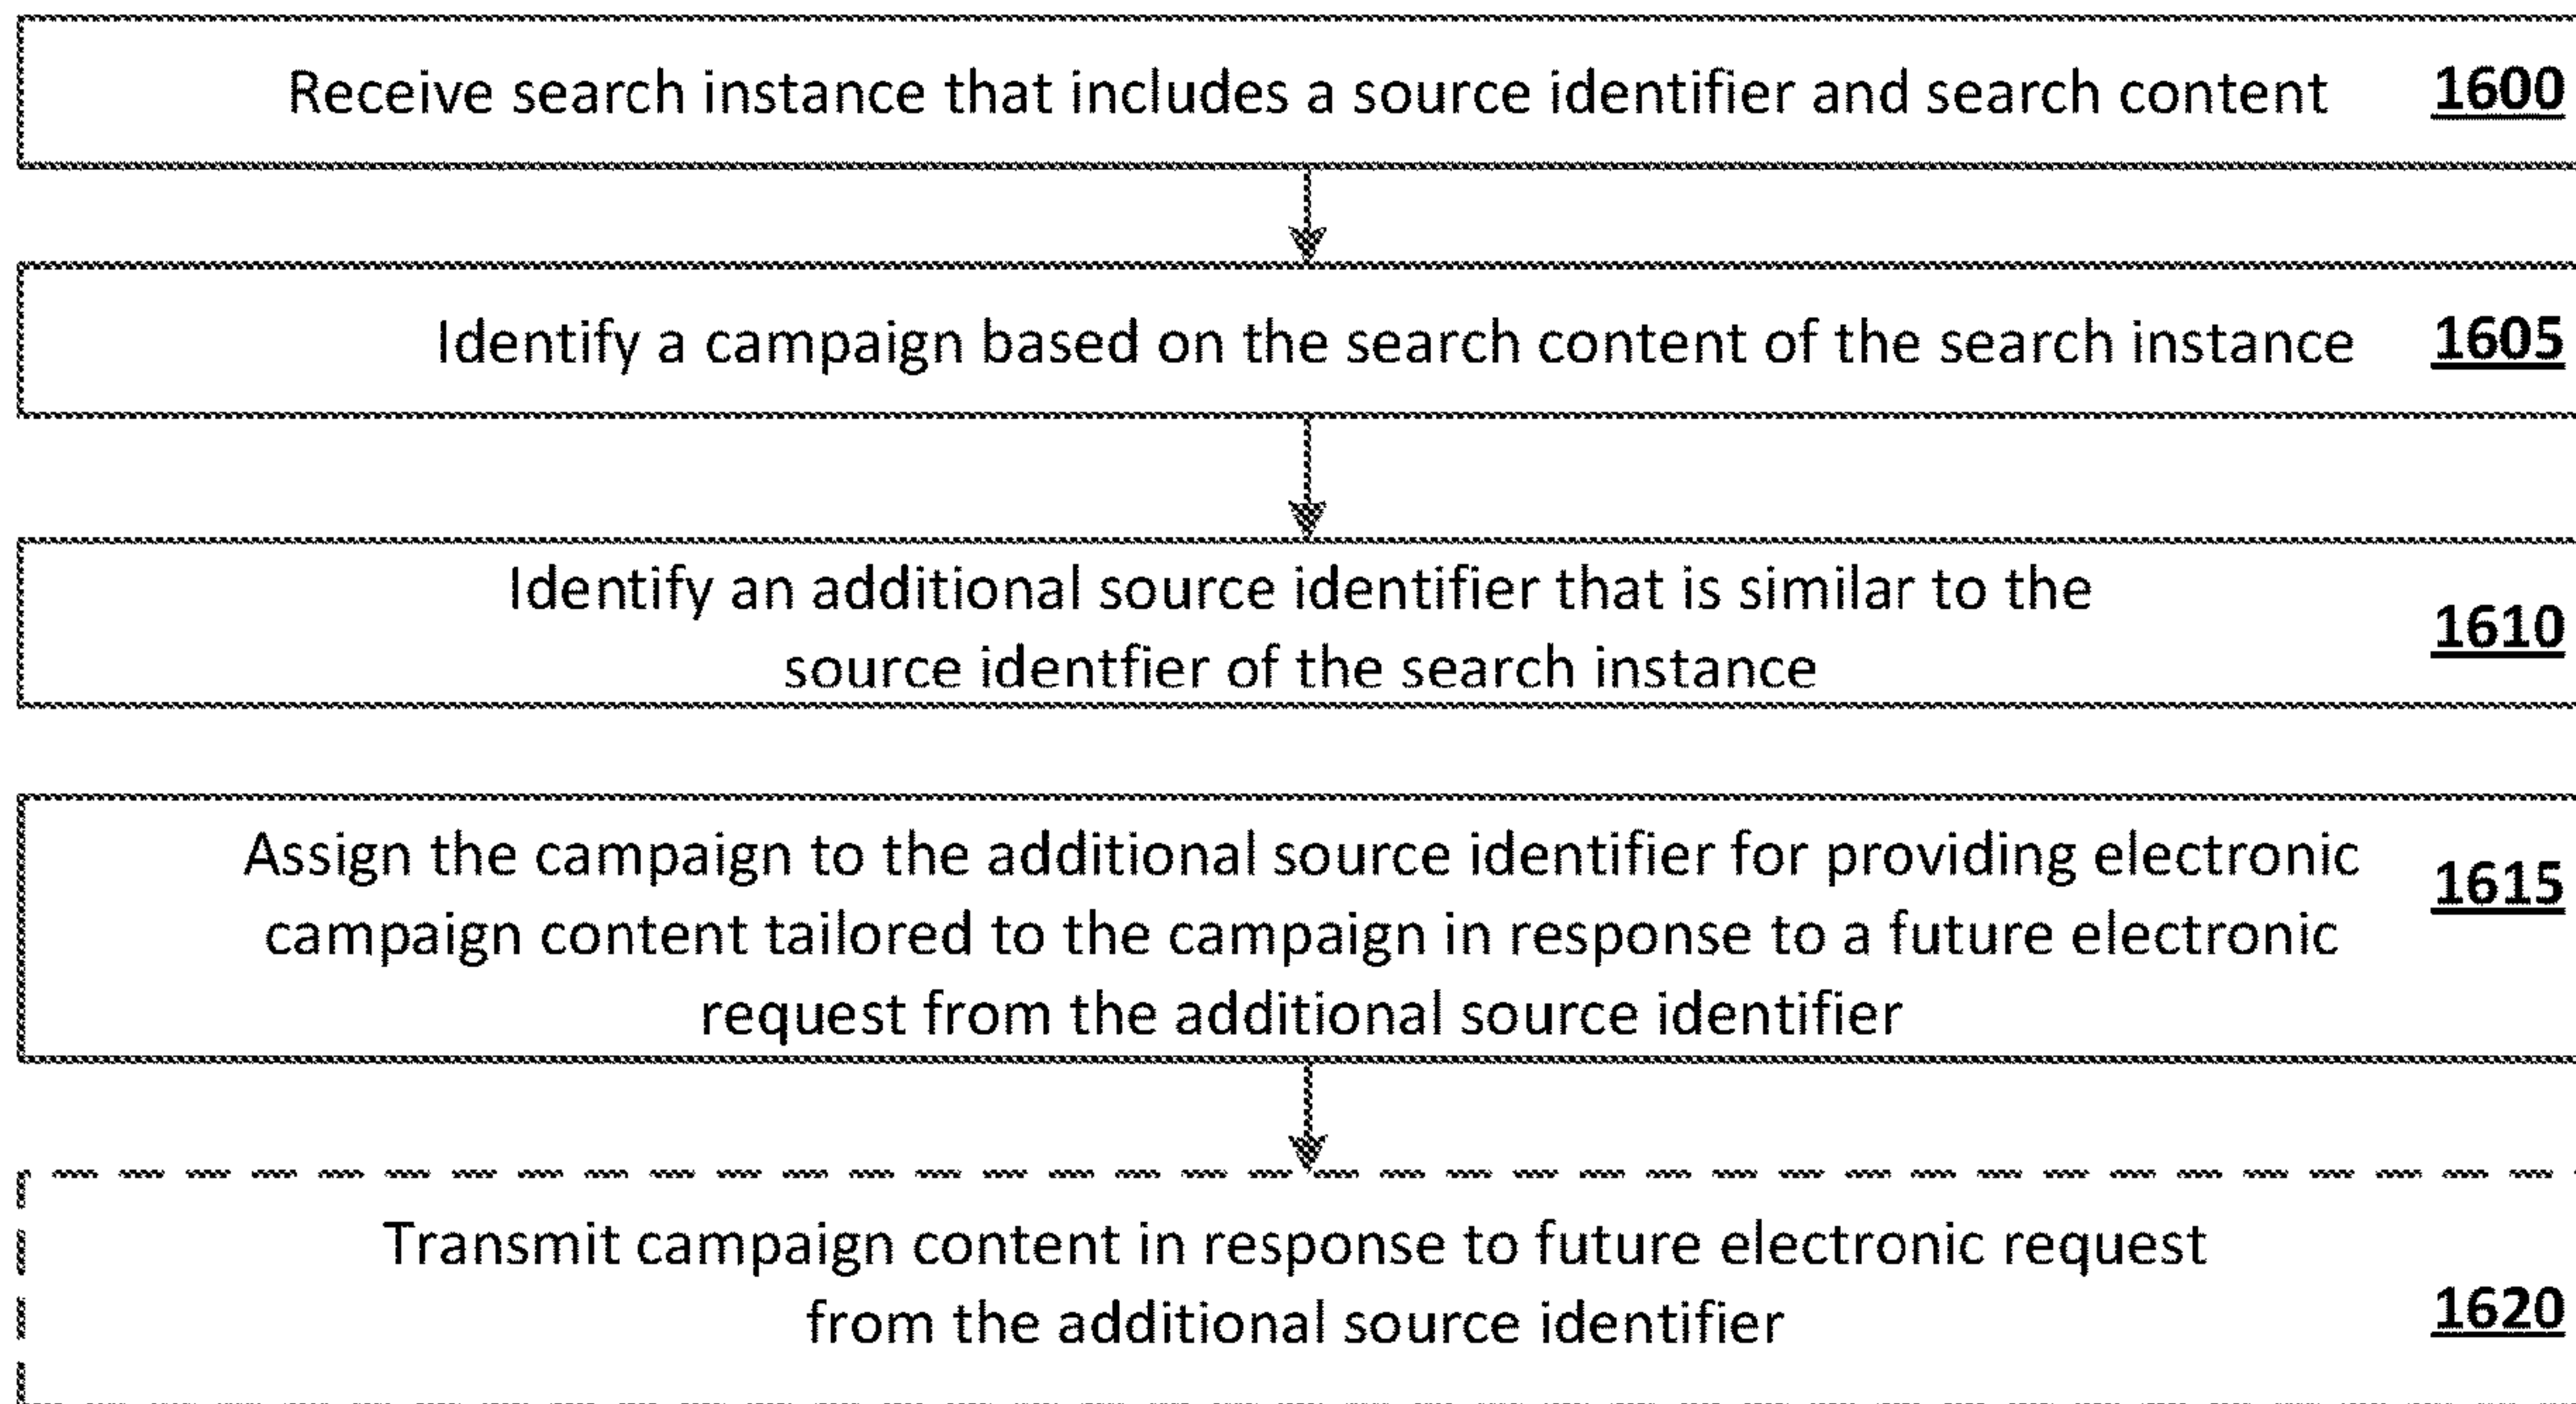 Receive search instance that includes a source identifier and search content 1600
Identify a campaign based on the search content of the search instance 1605
Identify an additional source identifier that is similar to the
source identfier of the search instance
1610
Assign the campaign to the additional source identifier for providing electronic
campaign content tailored to the campaign in response to a future electronic
request from the additional source identifier
1615
Transmit campaign content in response to future electronic request
from the additional source identifier
1620